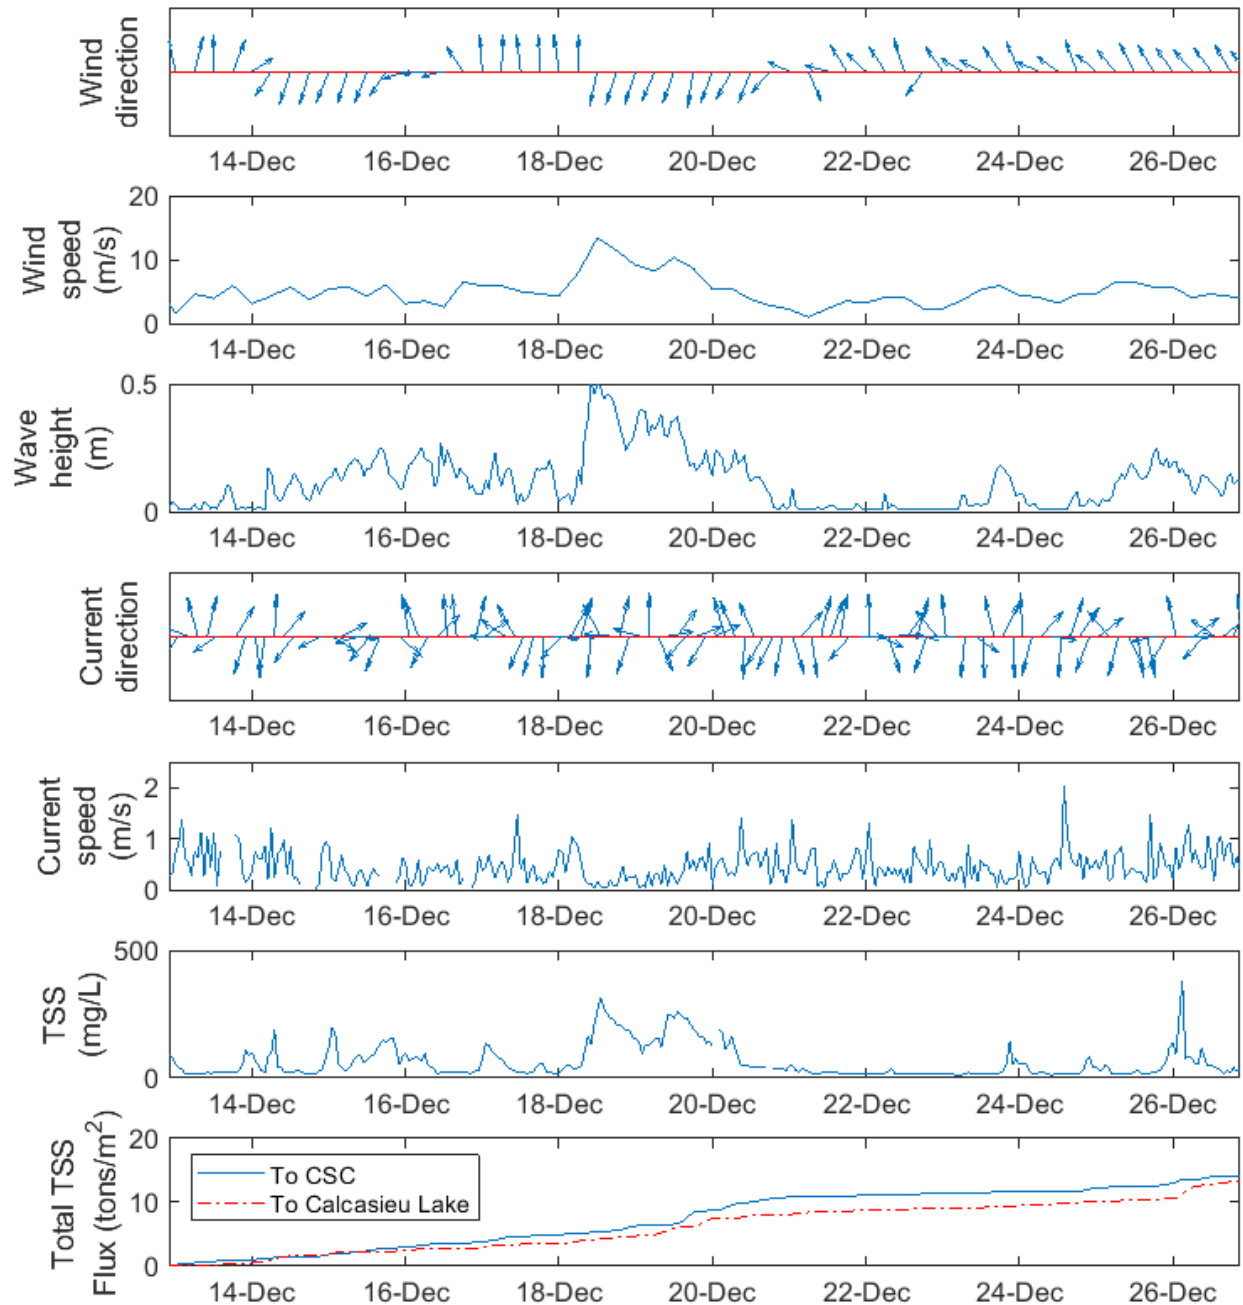 Wind
direction
14-Dec 16-Dec 18-Dec 20-Dec 22-Dec 24-Dec 26-Dec
20
10
0
Wind
speed
(m/s)
14-Dec 16-Dec 18-Dec 20-Dec 22-Dec 24-Dec 26-Dec
0.5
0
Wave
height
(m)
14-Dec 16-Dec 18-Dec 20-Dec 22-Dec 24-Dec 26-Dec
Current
direction
14-Dec 16-Dec 18-Dec 20-Dec 22-Dec 24-Dec 26-Dec
2
1
0
Current
speed
(m/s)
14-Dec 16-Dec 18-Dec 20-Dec 22-Dec 24-Dec 26-Dec
500
0
TSS
(mg/L)
14-Dec 16-Dec 18-Dec 20-Dec 22-Dec 24-Dec 26-Dec
20
10
0
Total TSS
Flux (tons/m²)
To CSC
To Calcasieu Lake
14-Dec 16-Dec 18-Dec 20-Dec 22-Dec 24-Dec 26-Dec